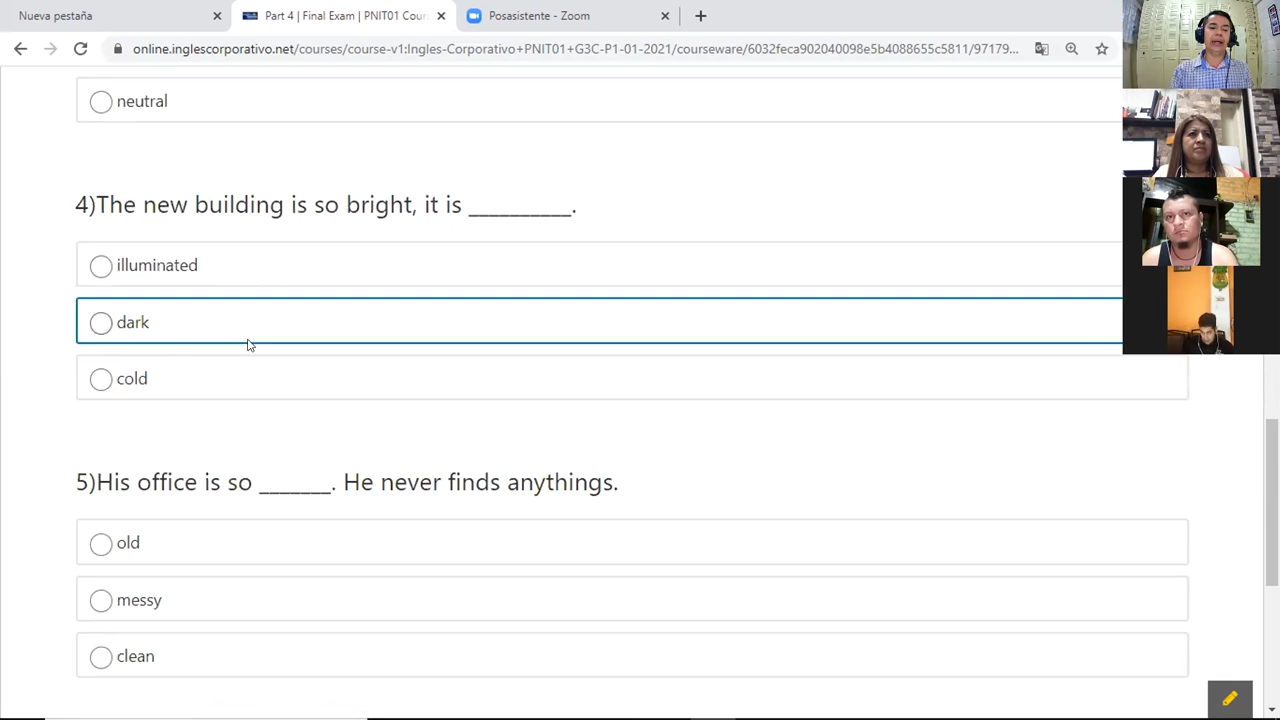 Nueva pestaña
Part 4 | Final Exam | PNIT01 Cour
Posasistente - Zoom
online.inglescorporativo.net/courses/course-v1:Ingles-Corporativo+PNIT01+G3C-P1-01-2021/courseware/6032feca902040098e5b4088655c5871/97179...
neutral
4)The new building is so bright, it is __________.
illuminated
dark
cold
5)His office is so _______. He never finds anythings.
old
messy
clean